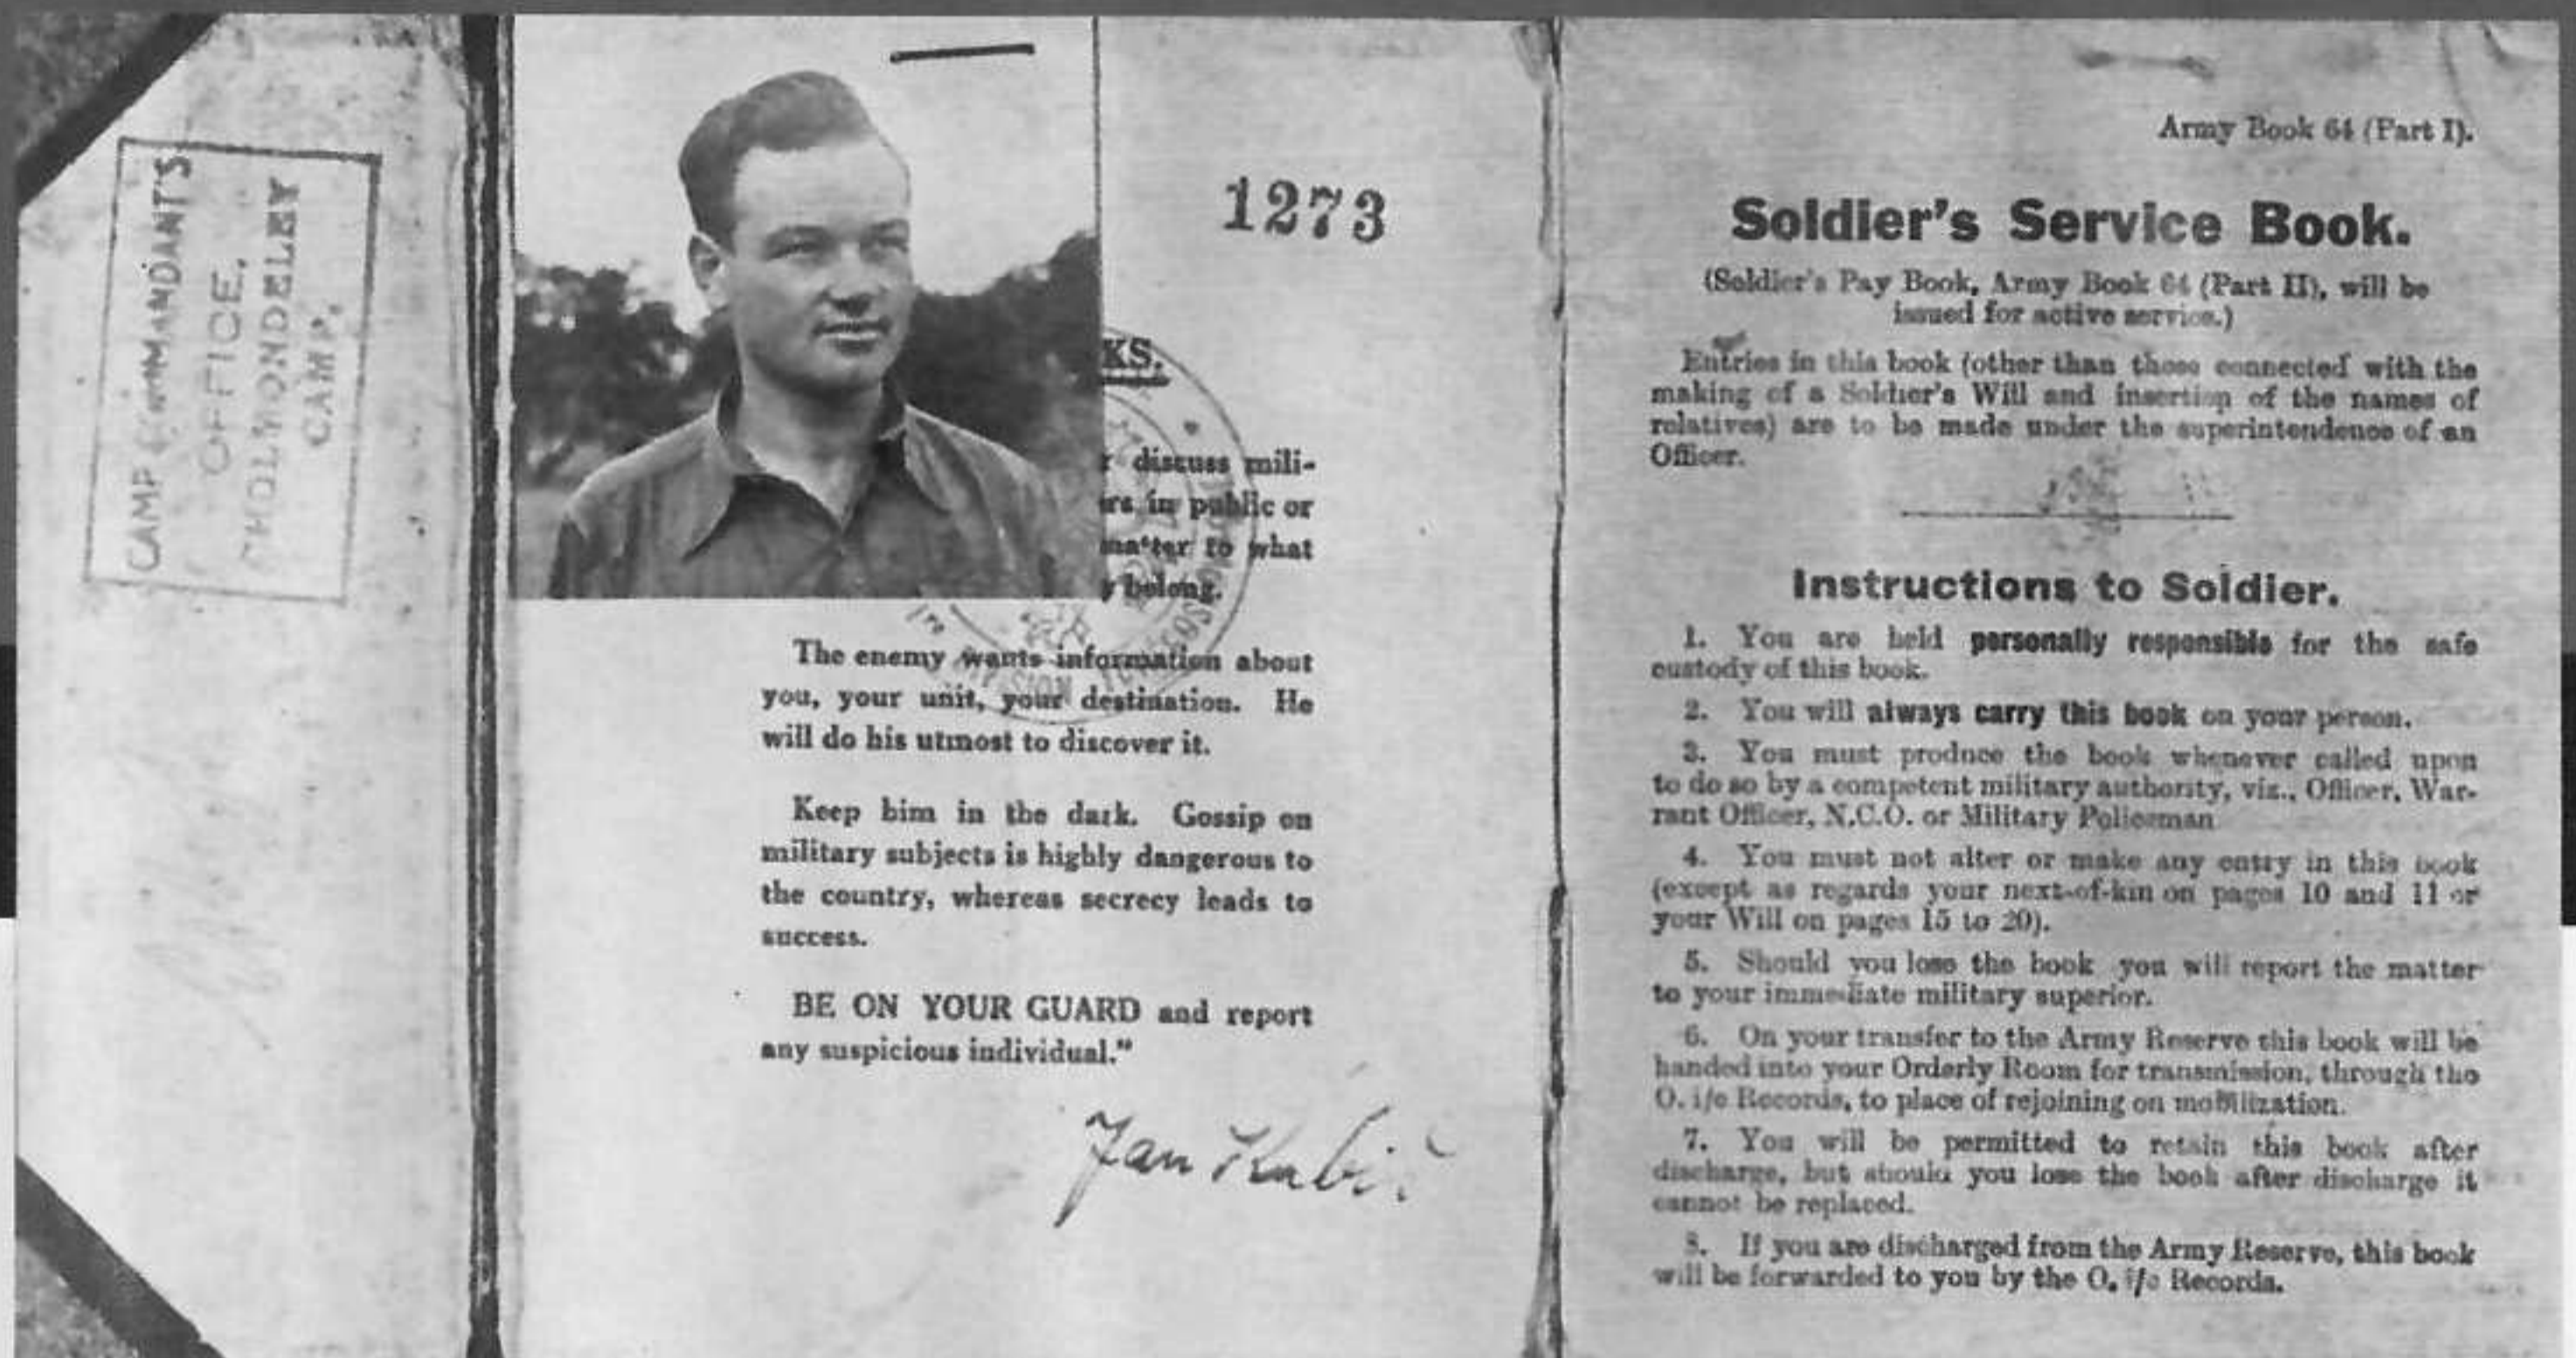 CAMP COMMANDANT'S
OFFICE,
CHOLMONDELEY
CAMP.
1273
KS.
r discuss mili-
rs in public or
matter to what
y belong.
The enemy wants information about
you, your unit, your destination. He
will do his utmost to discover it.
Keep him in the dark. Gossip on
military subjects is highly dangerous to
the country, whereas secrecy leads to
success.
BE ON YOUR GUARD and report
any suspicious individual."
Jan Kubiš
Army Book 64 (Part I).
Soldier's Service Book.
(Soldier's Pay Book, Army Book 64 (Part II), will be
issued for active service.)
Entries in this book (other than those connected with the
making of a Soldier's Will and insertion of the names of
relatives) are to be made under the superintendence of an
Officer.
Instructions to Soldier.
1. You are held personally responsible for the safe
custody of this book.
2. You will always carry this book on your person.
3. You must produce the book whenever called upon
to do so by a competent military authority, viz., Officer, War-
rant Officer, N.C.O. or Military Policeman
4. You must not alter or make any entry in this book
(except as regards your next-of-kin on pages 10 and 11 or
your Will on pages 15 to 20).
5. Should you lose the book you will report the matter
to your immediate military superior.
6. On your transfer to the Army Reserve this book will be
handed into your Orderly Room for transmission, through the
O. i/c Records, to place of rejoining on mobilization.
7. You will be permitted to retain this book after
discharge, but should you lose the book after discharge it
cannot be replaced.
8. If you are discharged from the Army Reserve, this book
will be forwarded to you by the O. i/c Records.